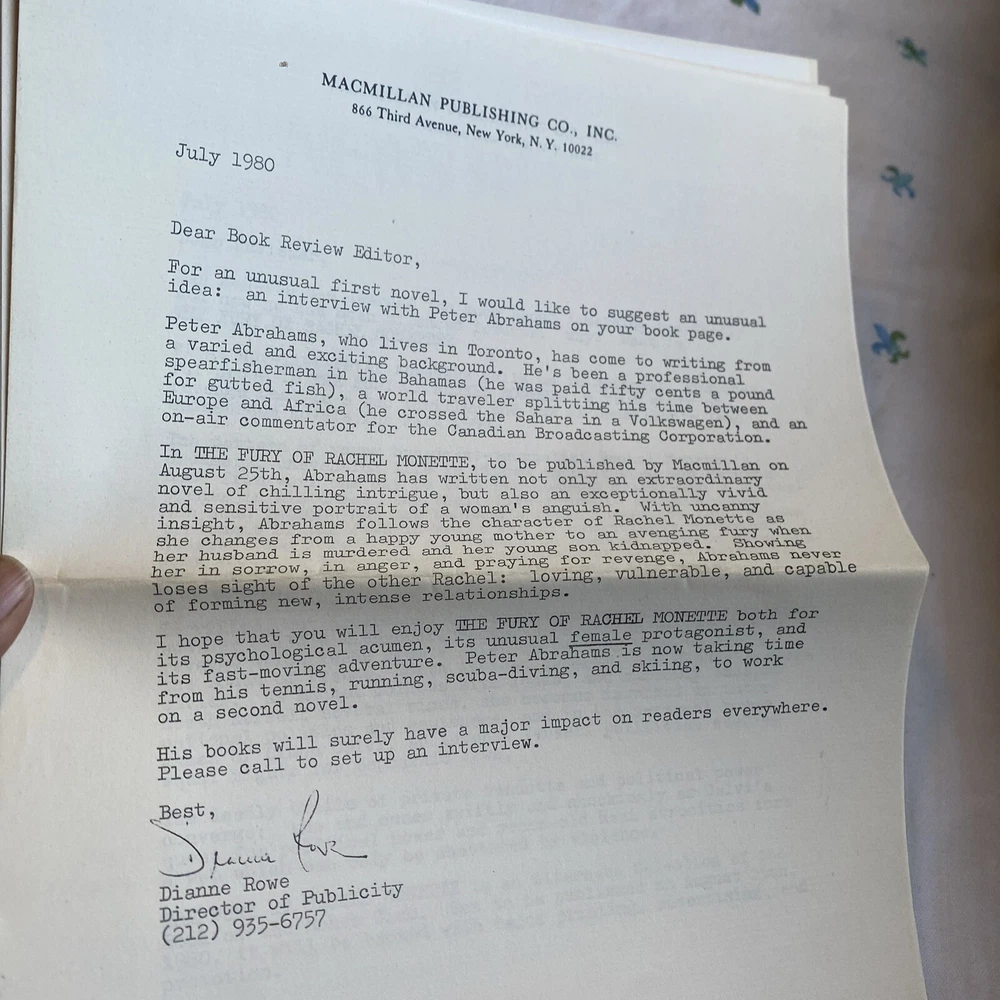 MACMILLAN PUBLISHING CO., INC.
866 Third Avenue, New York, N. Y. 10022
July 1980
Dear Book Review Editor,
For an unusual first novel, I would like to suggest an unusual
idea: an interview with Peter Abrahams on your book page.
Peter Abrahams, who lives in Toronto, has come to writing from
a varied and exciting background. He's been a professional
spearfisherman in the Bahamas (he was paid fifty cents a pound
for gutted fish), a world traveler splitting his time between
Europe and Africa (he crossed the Sahara in a Volkswagen), and an
on-air commentator for the Canadian Broadcasting Corporation.
In THE FURY OF RACHEL MONETTE, to be published by Macmillan on
August 25th, Abrahams has written not only an extraordinary
novel of chilling intrigue, but also an exceptionally vivid
and sensitive portrait of a woman's anguish. With uncanny
insight, Abrahams follows the character of Rachel Monette as
she changes from a happy young mother to an avenging fury when
her husband is murdered and her young son kidnapped. Showing
her in sorrow, in anger, and praying for revenge, Abrahams never
loses sight of the other Rachel: loving, vulnerable, and capable
of forming new, intense relationships.
I hope that you will enjoy THE FURY OF RACHEL MONETTE both for
its psychological acumen, its unusual female protagonist, and
its fast-moving adventure. Peter Abrahams is now taking time
from his tennis, running, scuba-diving, and skiing, to work
on a second novel.
His books will surely have a major impact on readers everywhere.
Please call to set up an interview.
Best,
Dianne Rowe
Dianne Rowe
Director of Publicity
(212) 935-6757